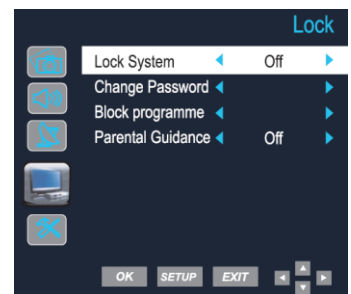 Lock
Lock System Off
Change Password
Block programme
Parental Guidance Off
OK SETUP EXIT